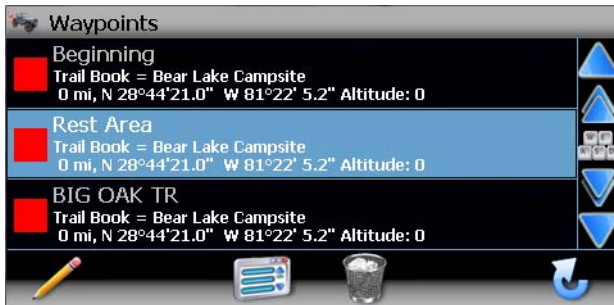 Waypoints
Beginning
Trail Book = Bear Lake Campsite
0 mi, N 28°44'21.0" W 81°22' 5.2" Altitude: 0
Rest Area
Trail Book = Bear Lake Campsite
0 mi, N 28°44'21.0" W 81°22' 5.2" Altitude: 0
BIG OAK TR
Trail Book = Bear Lake Campsite
0 mi, N 28°44'21.0" W 81°22' 5.2" Altitude: 0